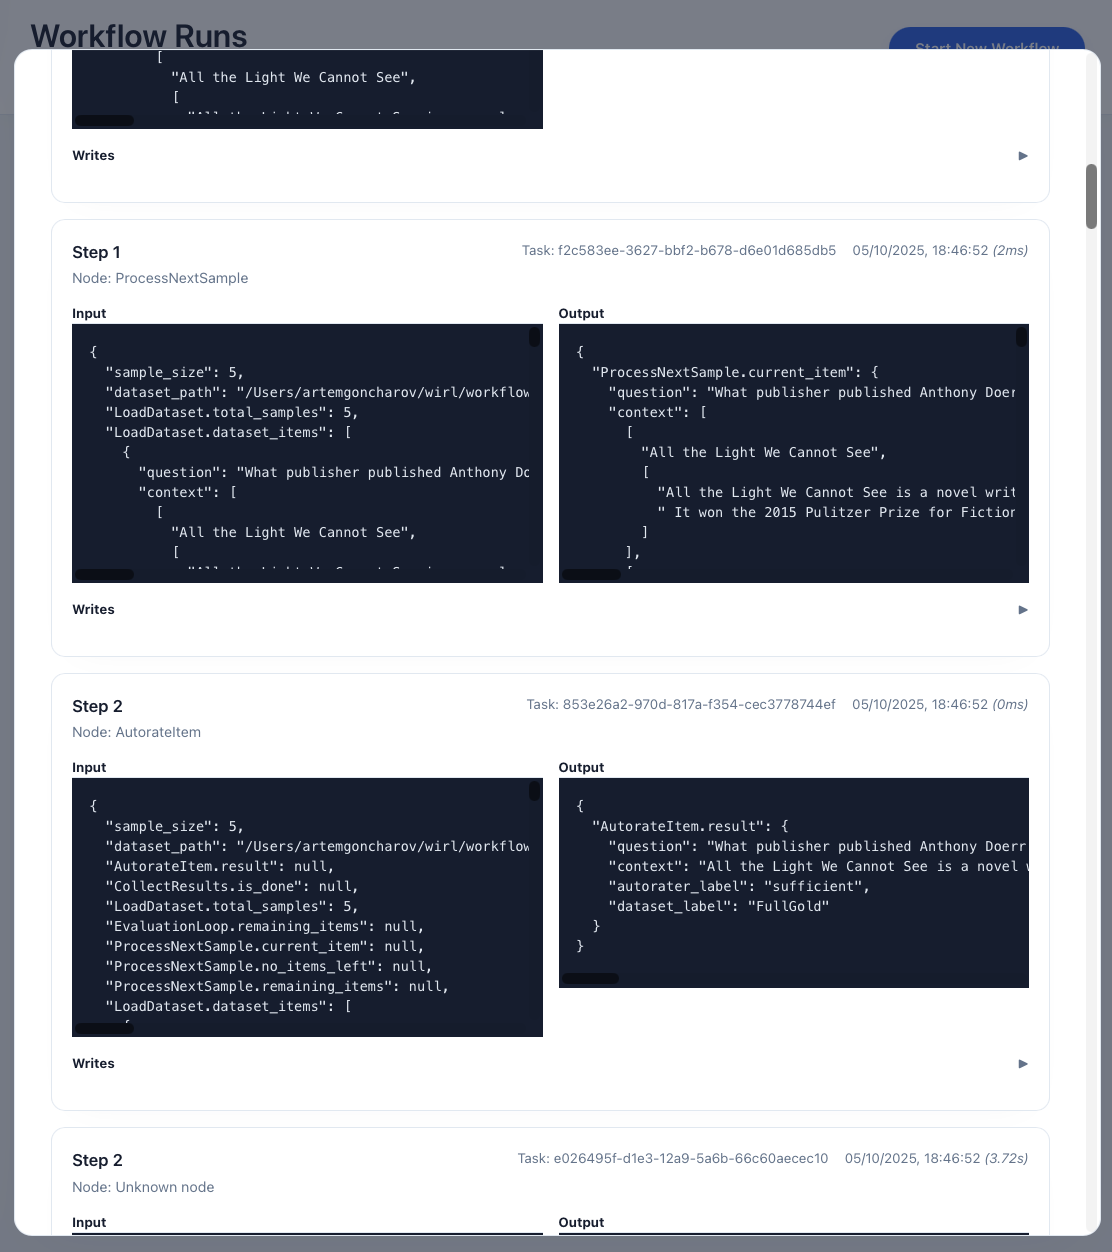 Workflow Runs
Start New Workflow
[
"All the Light We Cannot See",
[
Writes
Step 1
Task: f2c583ee-3627-bbf2-b678-d6e01d685db5 05/10/2025, 18:46:52 (2ms)
Node: ProcessNextSample
Input
{
"sample_size": 5,
"dataset_path": "/Users/artemgoncharov/wirl/workflow
"LoadDataset.total_samples": 5,
"LoadDataset.dataset_items": [
{
"question": "What publisher published Anthony Do
"context": [
[
"All the Light We Cannot See",
[
Output
{
"ProcessNextSample.current_item": {
"question": "What publisher published Anthony Doer
"context": [
[
"All the Light We Cannot See",
[
"All the Light We Cannot See is a novel writ
" It won the 2015 Pulitzer Prize for Fiction
]
],
[
Writes
Step 2
Task: 853e26a2-970d-817a-f354-cec3778744ef 05/10/2025, 18:46:52 (0ms)
Node: AutorateItem
Input
{
"sample_size": 5,
"dataset_path": "/Users/artemgoncharov/wirl/workflow
"AutorateItem.result": null,
"CollectResults.is_done": null,
"LoadDataset.total_samples": 5,
"EvaluationLoop.remaining_items": null,
"ProcessNextSample.current_item": null,
"ProcessNextSample.no_items_left": null,
"ProcessNextSample.remaining_items": null,
"LoadDataset.dataset_items": [
{
Output
{
"AutorateItem.result": {
"question": "What publisher published Anthony Doerr
"context": "All the Light We Cannot See is a novel w
"autorater_label": "sufficient",
"dataset_label": "FullGold"
}
}
Writes
Step 2
Task: e026495f-d1e3-12a9-5a6b-66c60aecec10 05/10/2025, 18:46:52 (3.72s)
Node: Unknown node
Input
Output